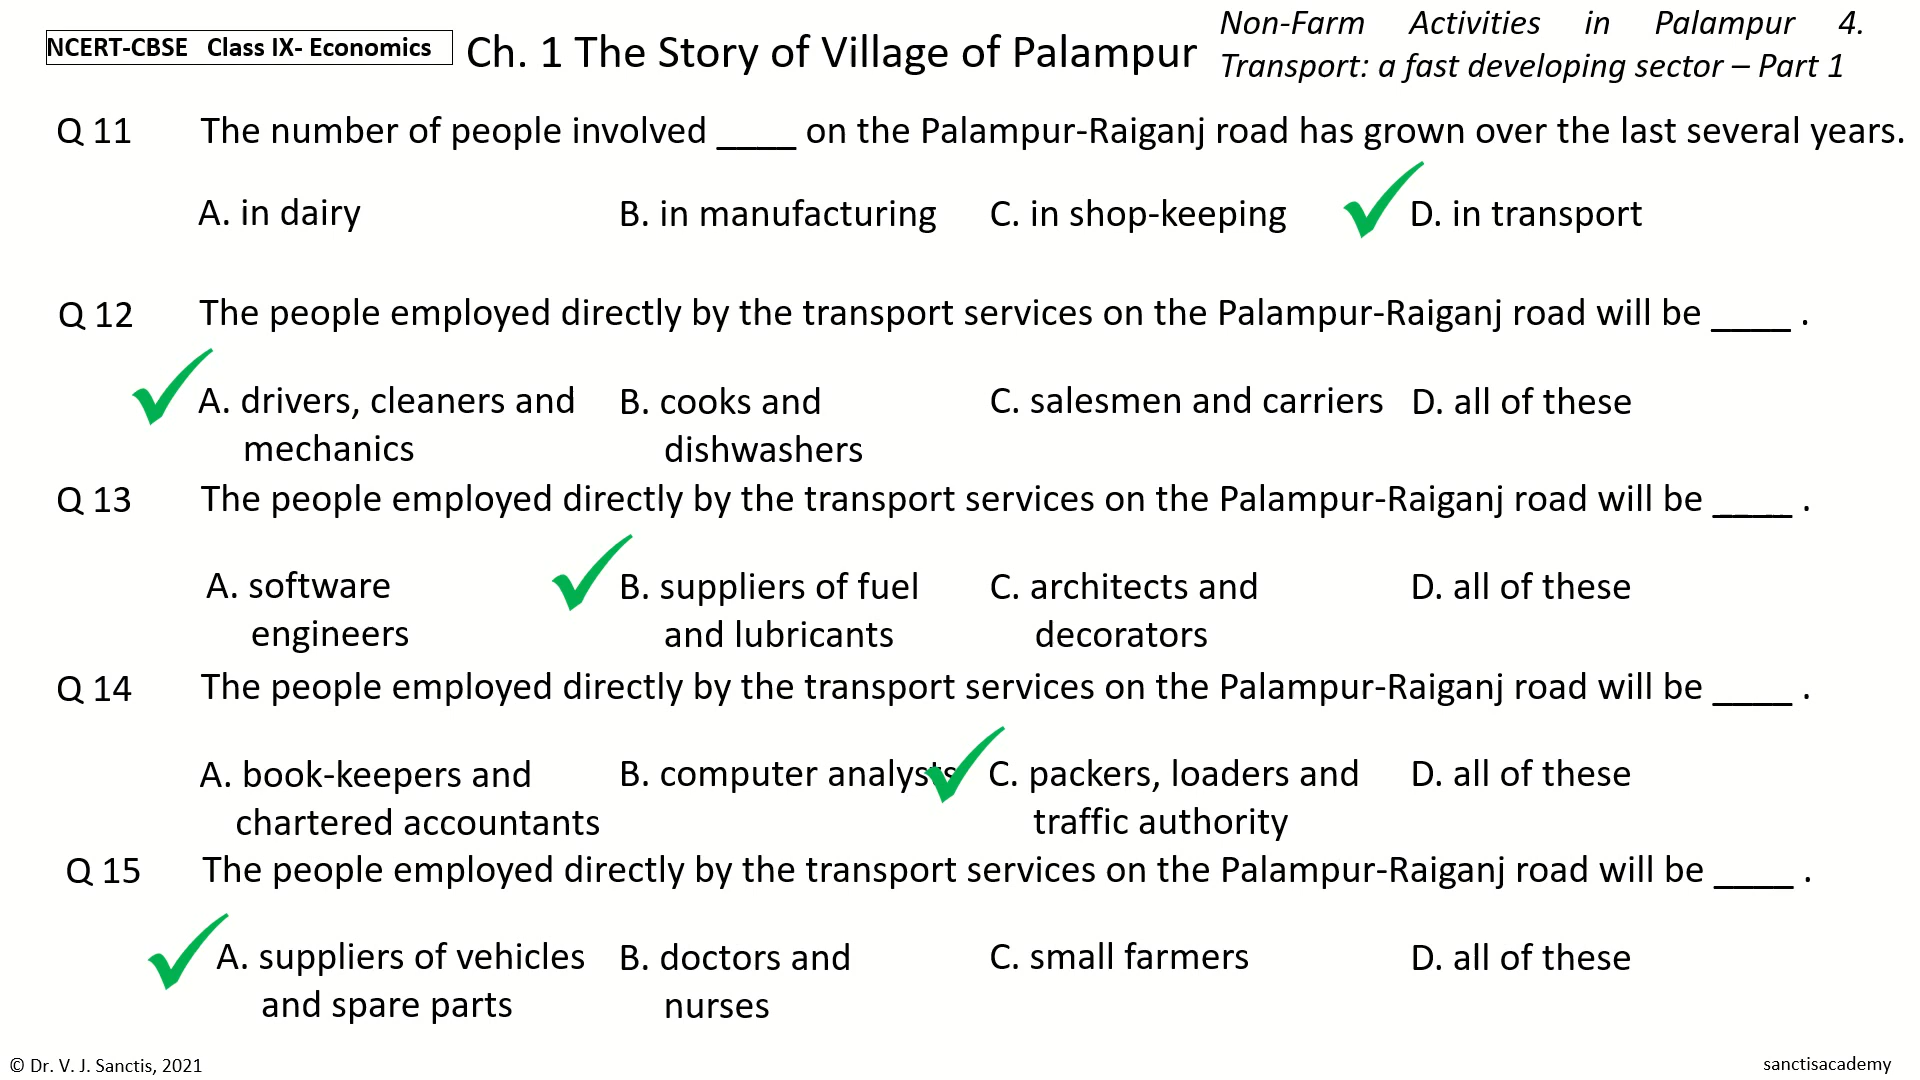 NCERT-CBSE Class IX- Economics Ch. 1 The Story of Village of Palampur
Non-Farm Activities in Palampur 4.
Transport: a fast developing sector – Part 1
Q 11 The number of people involved ____ on the Palampur-Raiganj road has grown over the last several years.
A. in dairy B. in manufacturing C. in shop-keeping D. in transport
Q 12 The people employed directly by the transport services on the Palampur-Raiganj road will be ____ .
A. drivers, cleaners and B. cooks and C. salesmen and carriers D. all of these
mechanics dishwashers
Q 13 The people employed directly by the transport services on the Palampur-Raiganj road will be ____ .
A. software B. suppliers of fuel C. architects and D. all of these
engineers and lubricants decorators
Q 14 The people employed directly by the transport services on the Palampur-Raiganj road will be ____ .
A. book-keepers and B. computer analysts C. packers, loaders and D. all of these
chartered accountants traffic authority
Q 15 The people employed directly by the transport services on the Palampur-Raiganj road will be ____ .
A. suppliers of vehicles B. doctors and C. small farmers D. all of these
and spare parts nurses
© Dr. V. J. Sanctis, 2021 sanctisacademy